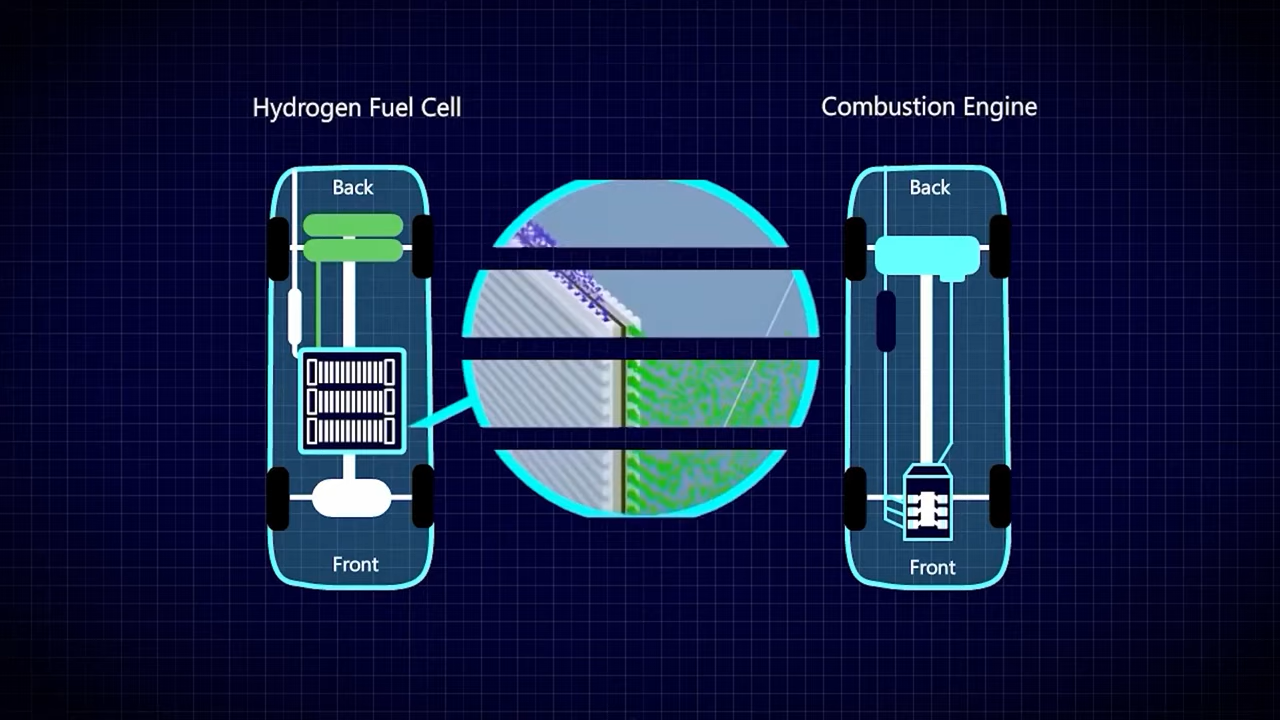 Hydrogen Fuel Cell
Combustion Engine
Back
Back
Front
Front